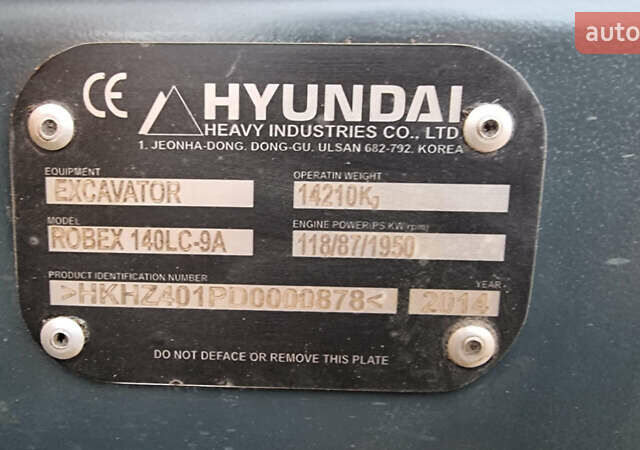 auto
CE HYUNDAI
HEAVY INDUSTRIES CO., LTD.
1. JEONHA-DONG. DONG-GU. ULSAN 682-792. KOREA
EQUIPMENT OPERATIN WEIGHT
EXCAVATOR 14210Kg
MODEL ENGINE POWER(PS KW rpm)
ROBEX 140LC-9A 118/87/1950
PRODUCT IDENTIFICATION NUMBER YEAR
>HKHZ401PD0000878< 2014
DO NOT DEFACE OR REMOVE THIS PLATE